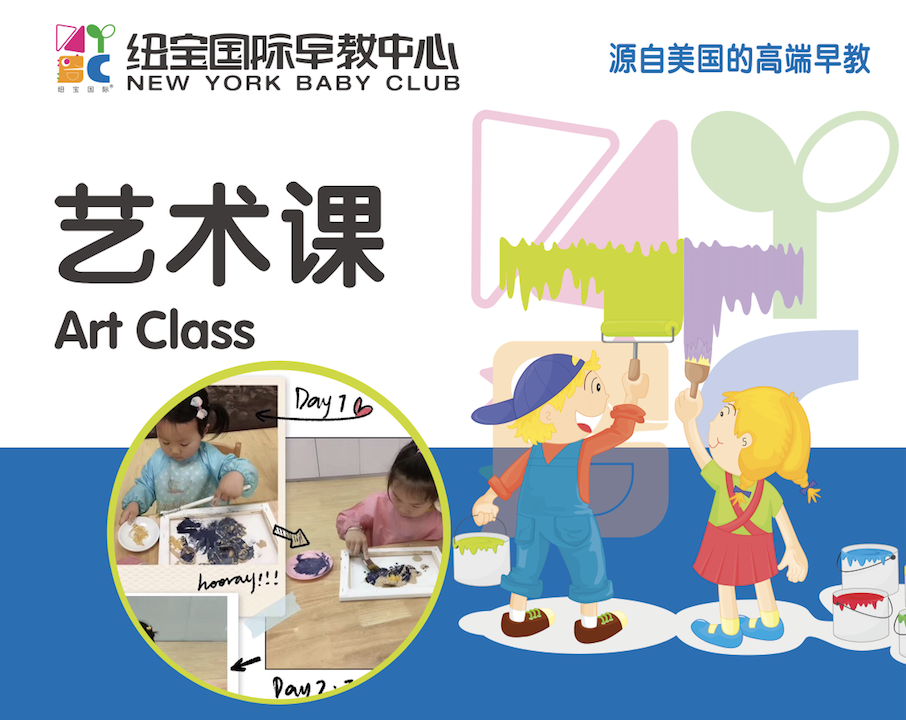 纽宝国际早教中心
NEW YORK BABY CLUB
纽宝国际®
源自美国的高端早教
艺术课
Art Class
Day 1
hooray!!!
Day 2